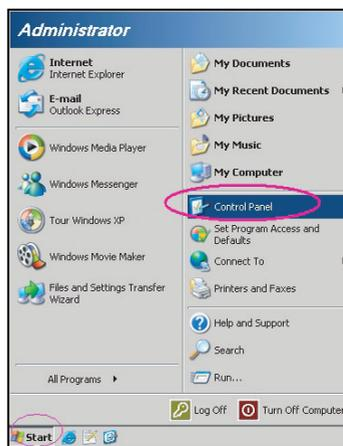 Administrator
Internet
Internet Explorer
E-mail
Outlook Express
Windows Media Player
Windows Messenger
Tour Windows XP
Windows Movie Maker
Files and Settings Transfer
Wizard
All Programs
My Documents
My Recent Documents
My Pictures
My Music
My Computer
Control Panel
Set Program Access and
Defaults
Connect To
Printers and Faxes
Help and Support
Search
Run...
Log Off
Turn Off Computer
Start